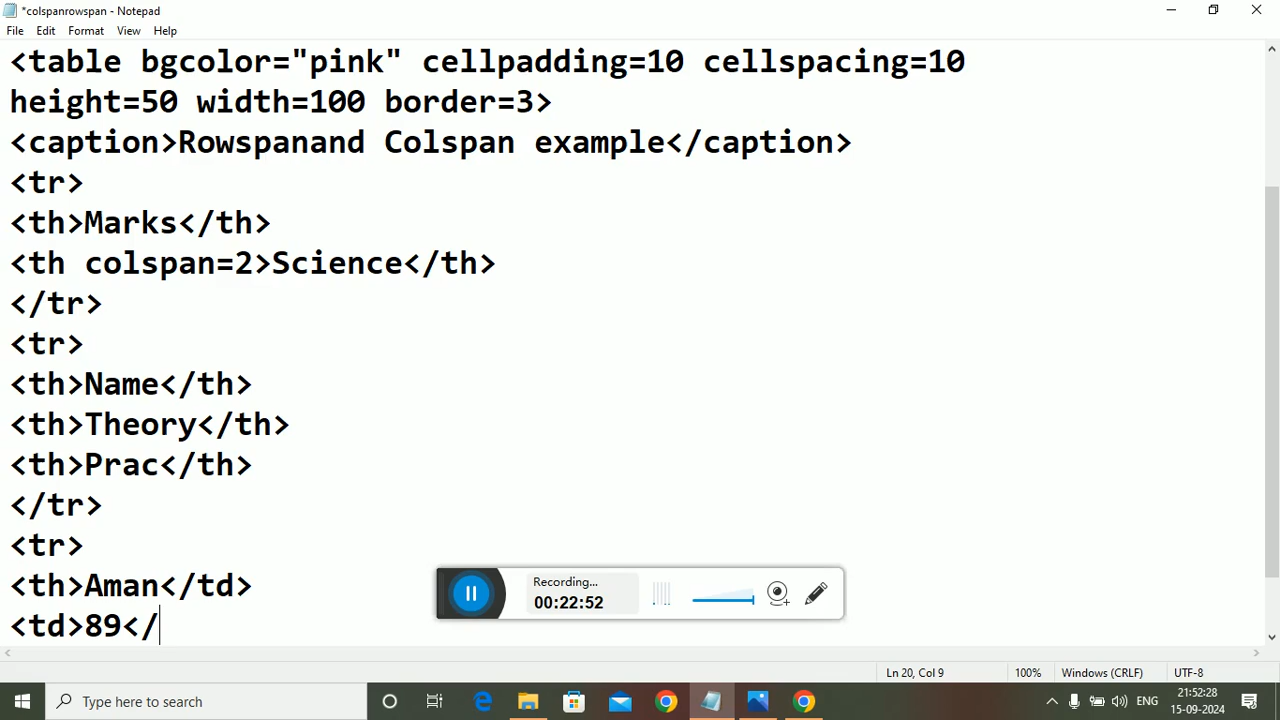 *colspanrowspan - Notepad
File Edit Format View Help
<table bgcolor="pink" cellpadding=10 cellspacing=10
height=50 width=100 border=3>
<caption>Rowspanand Colspan example</caption>
<tr>
<th>Marks</th>
<th colspan=2>Science</th>
</tr>
<tr>
<th>Name</th>
<th>Theory</th>
<th>Prac</th>
</tr>
<tr>
<th>Aman</td>
<td>89</
Recording...
00:22:52
Ln 20, Col 9 100% Windows (CRLF) UTF-8
Type here to search
ENG
21:52:28
15-09-2024